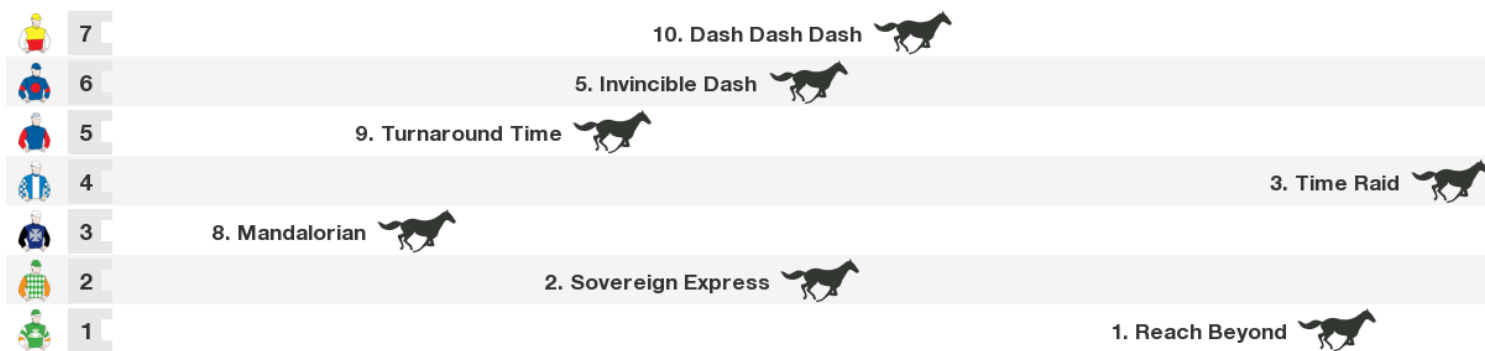 7 10. Dash Dash Dash
6 5. Invincible Dash
5 9. Turnaround Time
4 3. Time Raid
3 8. Mandalorian
2 2. Sovereign Express
1 1. Reach Beyond